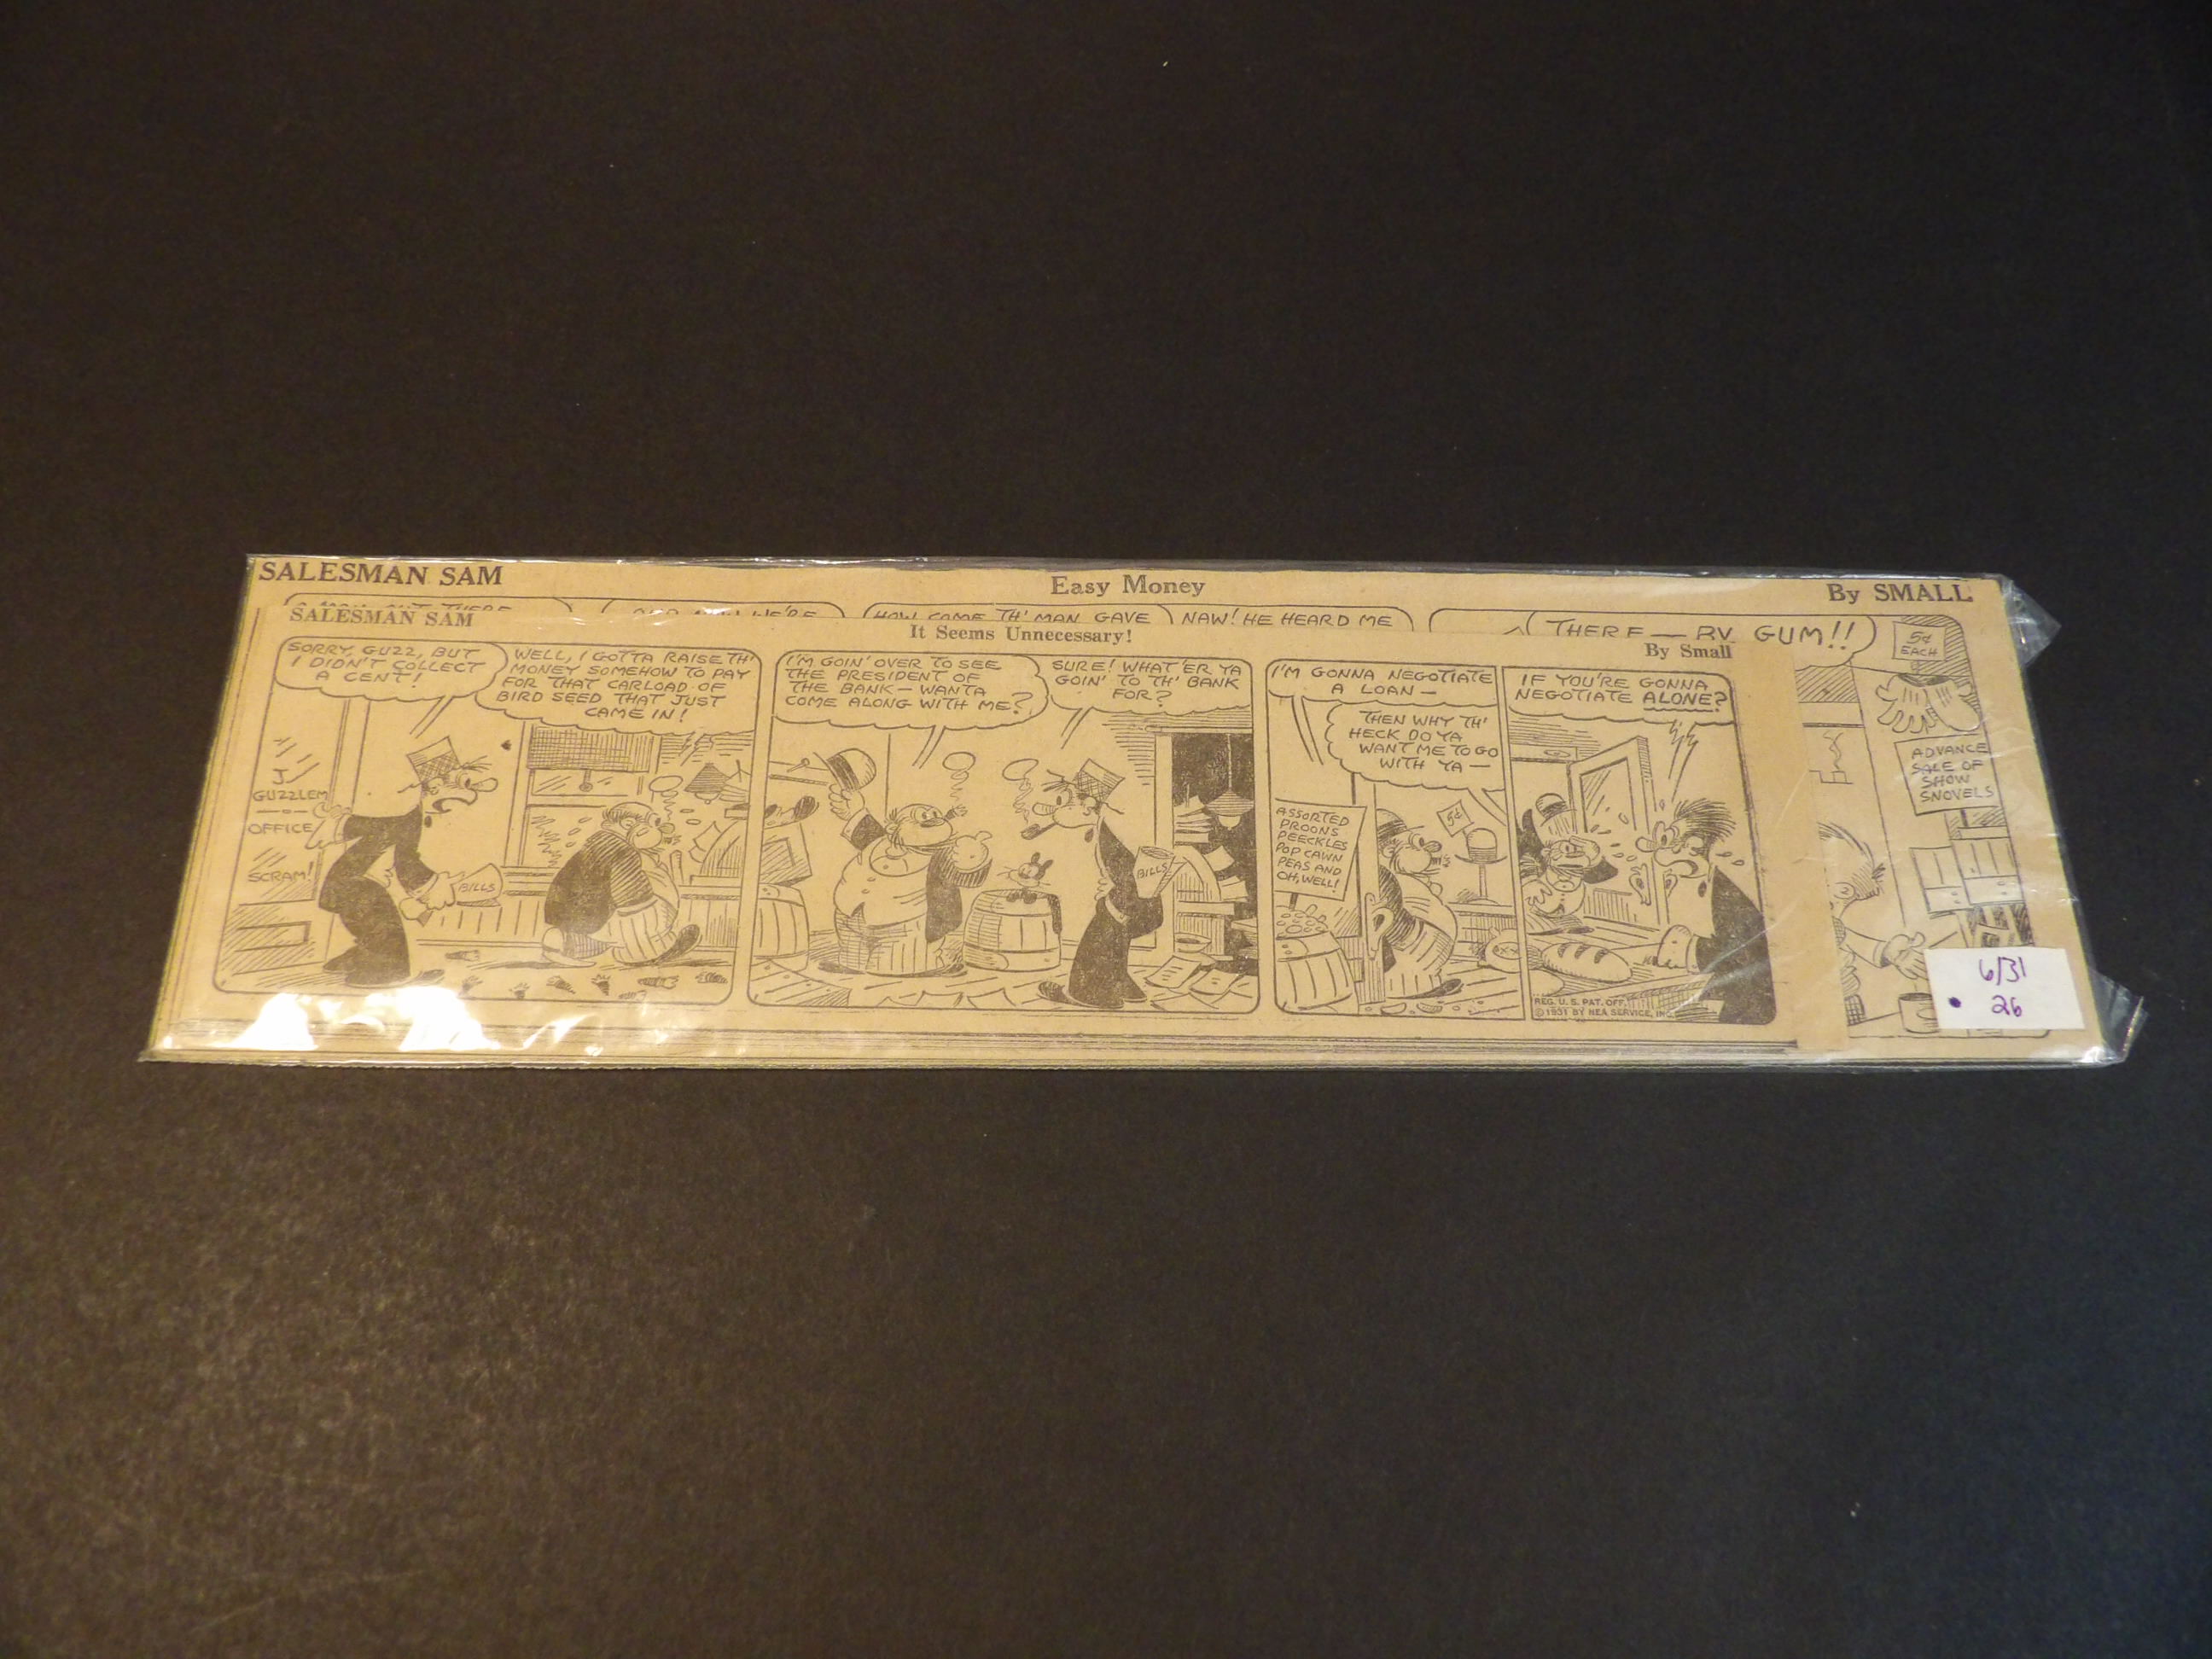 SALESMAN SAM
Easy Money
By SMALL
HOW COME TH' MAN GAVE
NAW! HE HEARD ME
THERE — BY GUM!!
SALESMAN SAM
It Seems Unnecessary!
By Small
SORRY, GUZZ, BUT
I DIDN'T COLLECT
A CENT!
WELL, I GOTTA RAISE TH'
MONEY SOMEHOW TO PAY
FOR THAT CARLOAD OF
BIRD SEED THAT JUST
CAME IN!
J.
GUZZLEM
OFFICE
SCRAM!
BILLS
I'M GOIN' OVER TO SEE
THE PRESIDENT OF
THE BANK — WANTA
COME ALONG WITH ME?
SURE! WHAT'ER YA
GOIN' TO TH' BANK
FOR?
BILLS
I'M GONNA NEGOTIATE
A LOAN —
THEN WHY TH'
HECK DO YA
WANT ME TO GO
WITH YA —
ASSORTED
PROONS
PEECKLES
POP CAWN
PEAS AND
OH, WELL!
5¢
IF YOU'RE GONNA
NEGOTIATE ALONE?
REG. U. S. PAT. OFF.
©1931 BY NEA SERVICE, INC.
5¢
EACH
ADVANCE
SALE OF
SHOW
SNOVELS
6/31
26